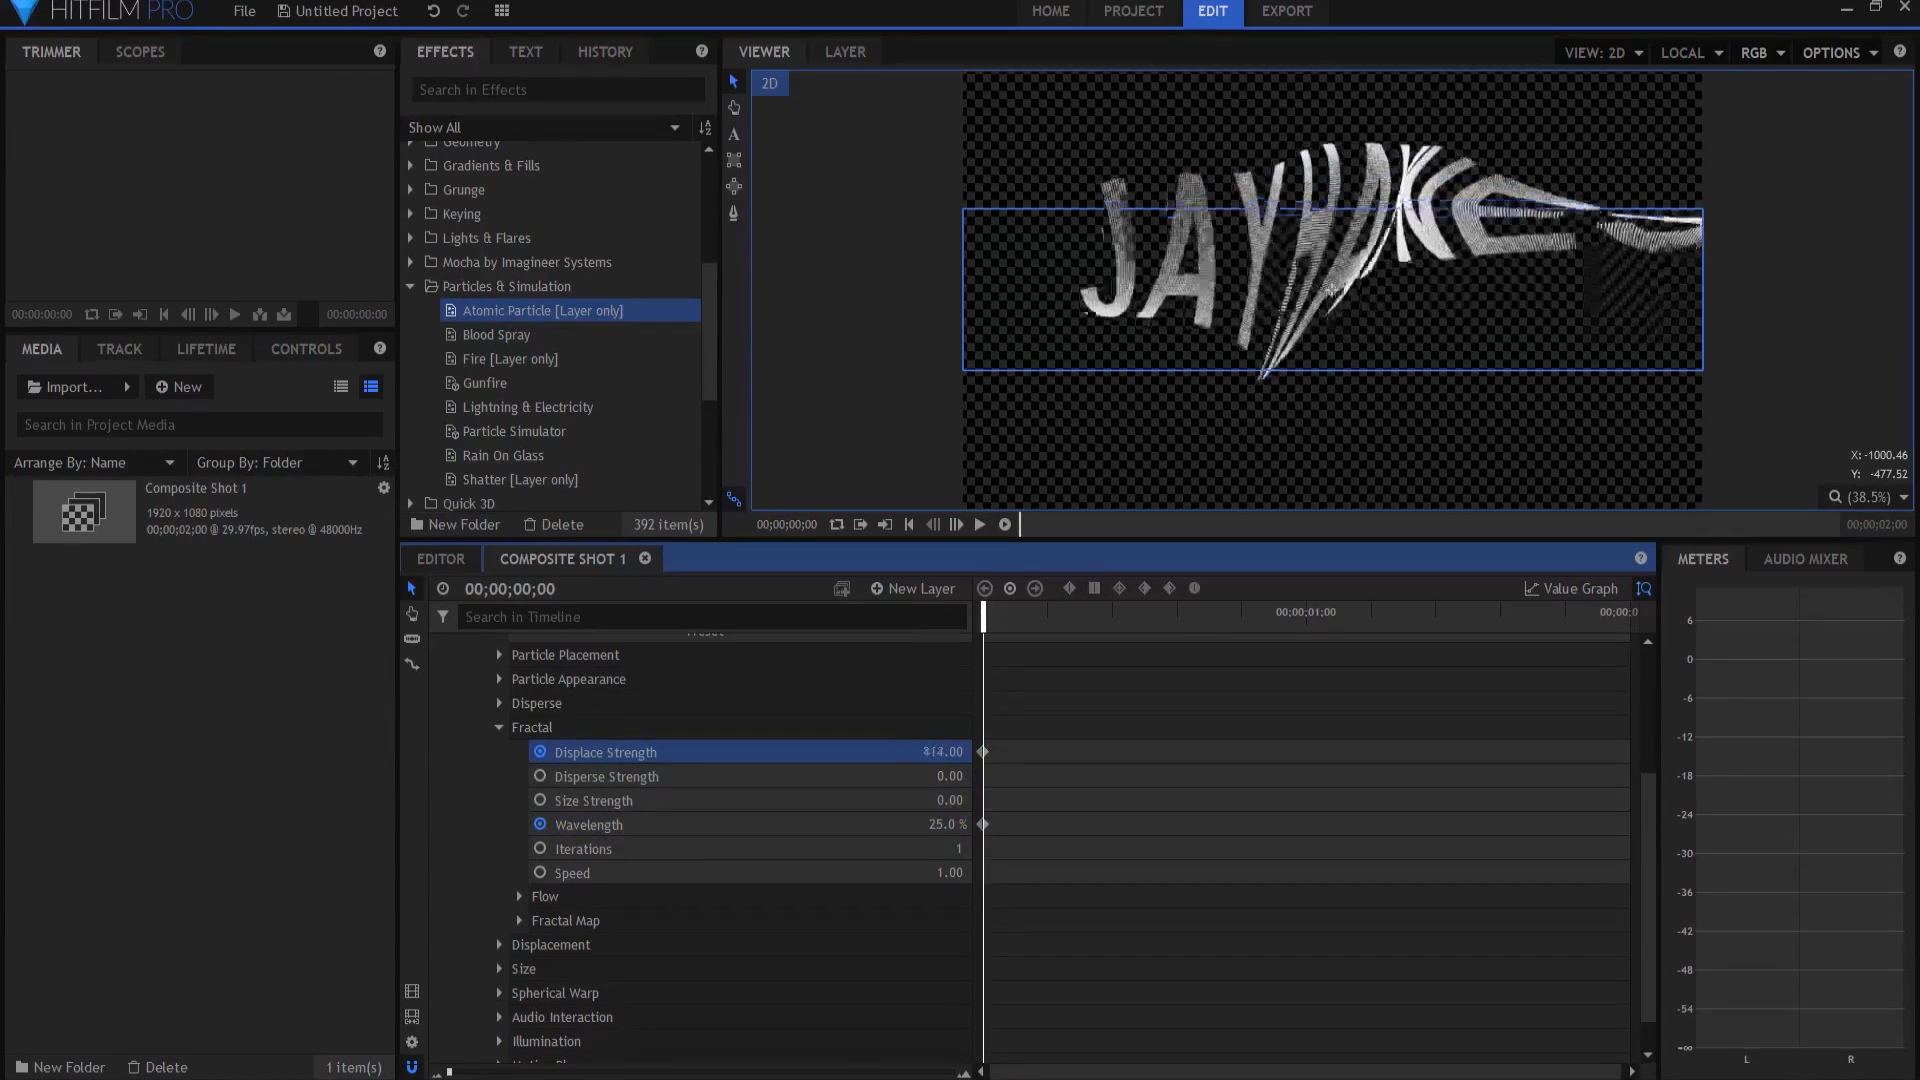 HITFILM PRO
File
Untitled Project
HOME
PROJECT
EDIT
EXPORT
TRIMMER
SCOPES
EFFECTS
TEXT
HISTORY
VIEWER
LAYER
VIEW: 2D
LOCAL
RGB
OPTIONS
2D
Search in Effects
Show All
Geometry
Gradients & Fills
Grunge
Keying
Lights & Flares
Mocha by Imagineer Systems
Particles & Simulation
Atomic Particle [Layer only]
Blood Spray
Fire [Layer only]
Gunfire
Lightning & Electricity
Particle Simulator
Rain On Glass
Shatter [Layer only]
Quick 3D
New Folder
Delete
392 item(s)
00:00:00:00
00:00:00:00
MEDIA
TRACK
LIFETIME
CONTROLS
Import...
New
Search in Project Media
Arrange By: Name
Group By: Folder
Composite Shot 1
1920 x 1080 pixels
00;00;02;00 @ 29.97fps, stereo @ 48000Hz
X: -1000.46
Y: -477.52
(38.5%)
00;00;00;00
00;00;02;00
EDITOR
COMPOSITE SHOT 1
METERS
AUDIO MIXER
00;00;00;00
New Layer
Value Graph
Search in Timeline
00;00;01;00
00;00;0
Particle Placement
Particle Appearance
Disperse
Fractal
Displace Strength
Disperse Strength
0.00
Size Strength
0.00
Wavelength
25.0 %
Iterations
1
Speed
1.00
Flow
Fractal Map
Displacement
Size
Spherical Warp
Audio Interaction
Illumination
6
0
-6
-12
-18
-24
-30
-36
-42
-48
-54
-∞
L
R
New Folder
Delete
1 item(s)